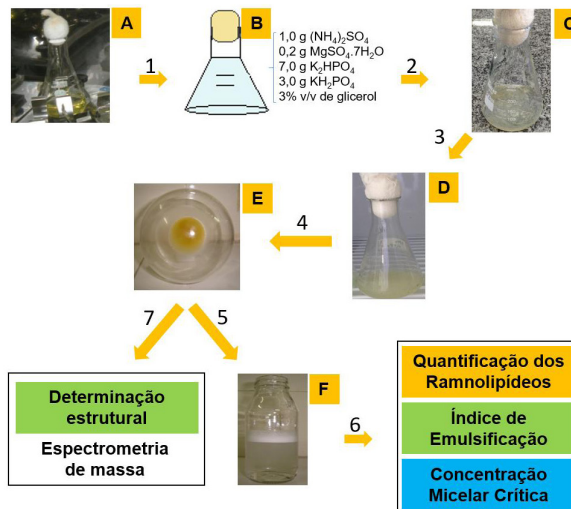 A
1
B
1,0 g (NH₄)₂SO₄
0,2 g MgSO₄.7H₂O
7,0 g K₂HPO₄
3,0 g KH₂PO₄
3% v/v de glicerol
2
C
3
D
4
E
7
5
Determinação
estrutural
Espectrometria
de massa
F
6
Quantificação dos
Ramnolipídeos
Índice de
Emulsificação
Concentração
Micelar Crítica